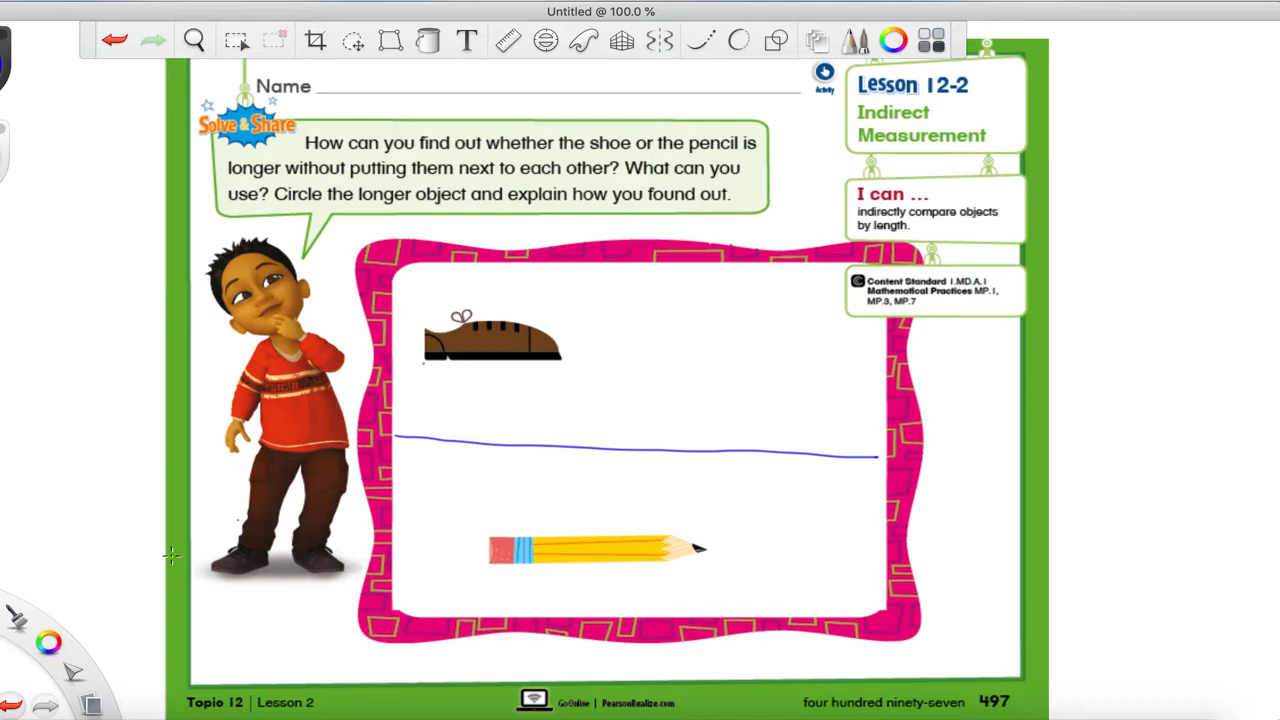 Untitled @ 100.0 %
T
Name
Activity
Lesson 12-2
Indirect
Measurement
Solve & Share
How can you find out whether the shoe or the pencil is
longer without putting them next to each other? What can you
use? Circle the longer object and explain how you found out.
I can ...
indirectly compare objects
by length.
Content Standard 1.MD.A.1
Mathematical Practices MP.1,
MP.3, MP.7
Topic 12 | Lesson 2
Go Online | PearsonRealize.com
four hundred ninety-seven 497